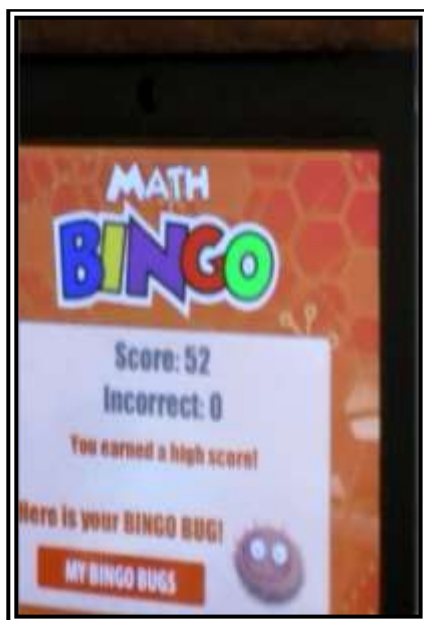 MATH
BINGO
Score: 52
Incorrect: 0
You earned a high score!
Here is your BINGO BUG!
MY BINGO BUGS